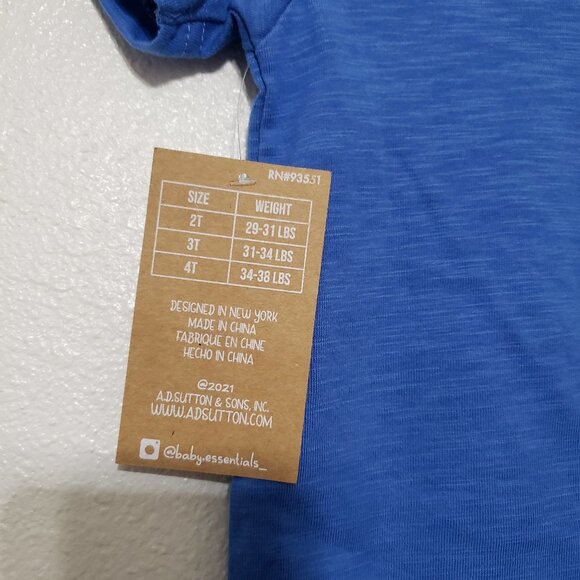 RN#93551
SIZE WEIGHT
2T 29-31 LBS
3T 31-34 LBS
4T 34-38 LBS
DESIGNED IN NEW YORK
MADE IN CHINA
FABRIQUE EN CHINE
HECHO IN CHINA
©2021
A.D.SUTTON & SONS, INC.
WWW.ADSUTTON.COM
@baby.essentials_